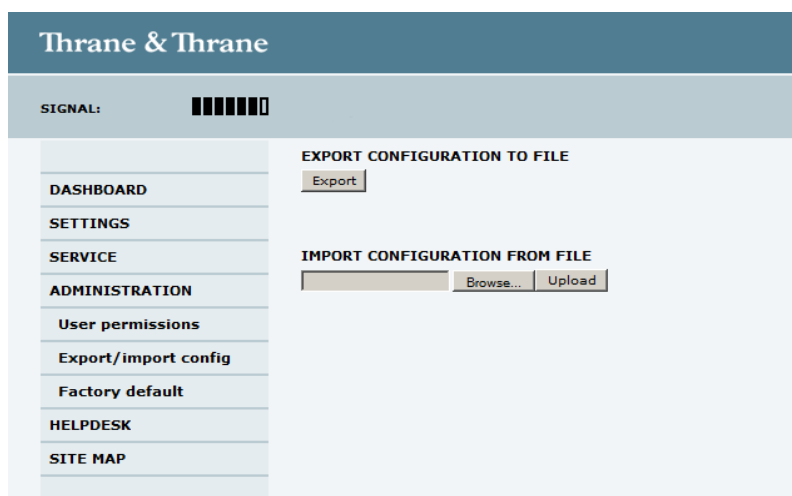 Thrane & Thrane
SIGNAL:
DASHBOARD
SETTINGS
SERVICE
ADMINISTRATION
User permissions
Export/import config
Factory default
HELPDESK
SITE MAP
EXPORT CONFIGURATION TO FILE
Export
IMPORT CONFIGURATION FROM FILE
Browse... Upload